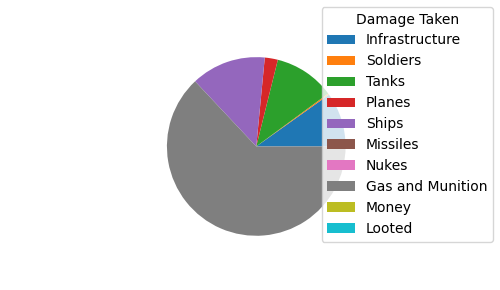 Damage Taken
Infrastructure
Soldiers
Tanks
Planes
Ships
Missiles
Nukes
Gas and Munition
Money
Looted